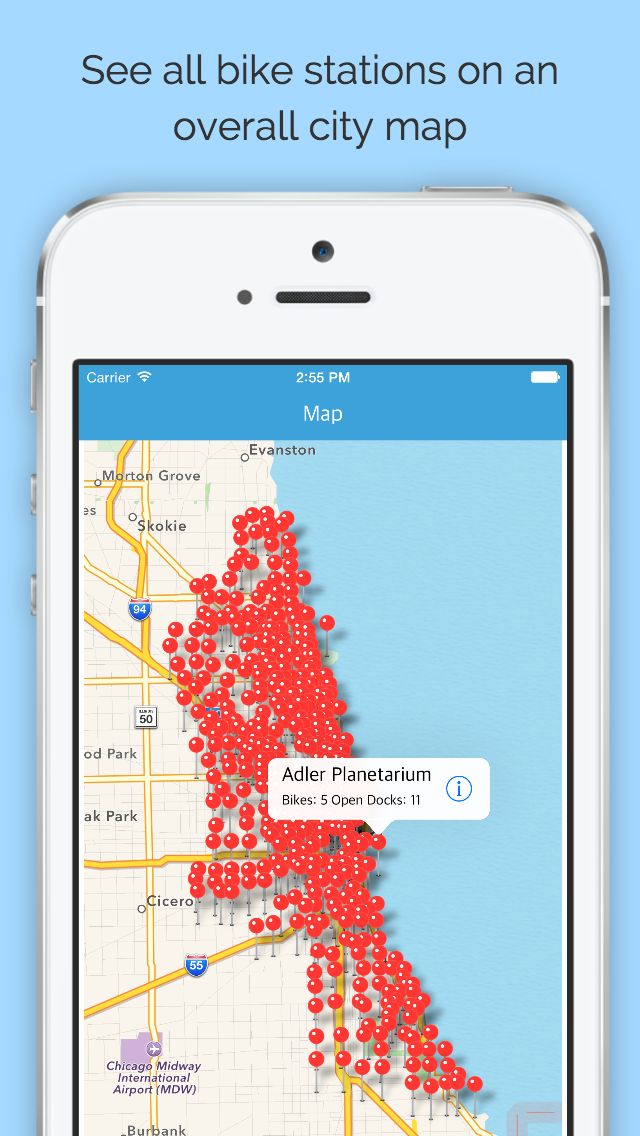 See all bike stations on an
overall city map
Carrier
2:55 PM
Map
Evanston
Morton Grove
es
Skokie
94
ILLINOIS
50
od Park
Adler Planetarium
i
Bikes: 5 Open Docks: 11
ak Park
Cicero
55
Chicago Midway
International
Airport (MDW)
Burbank